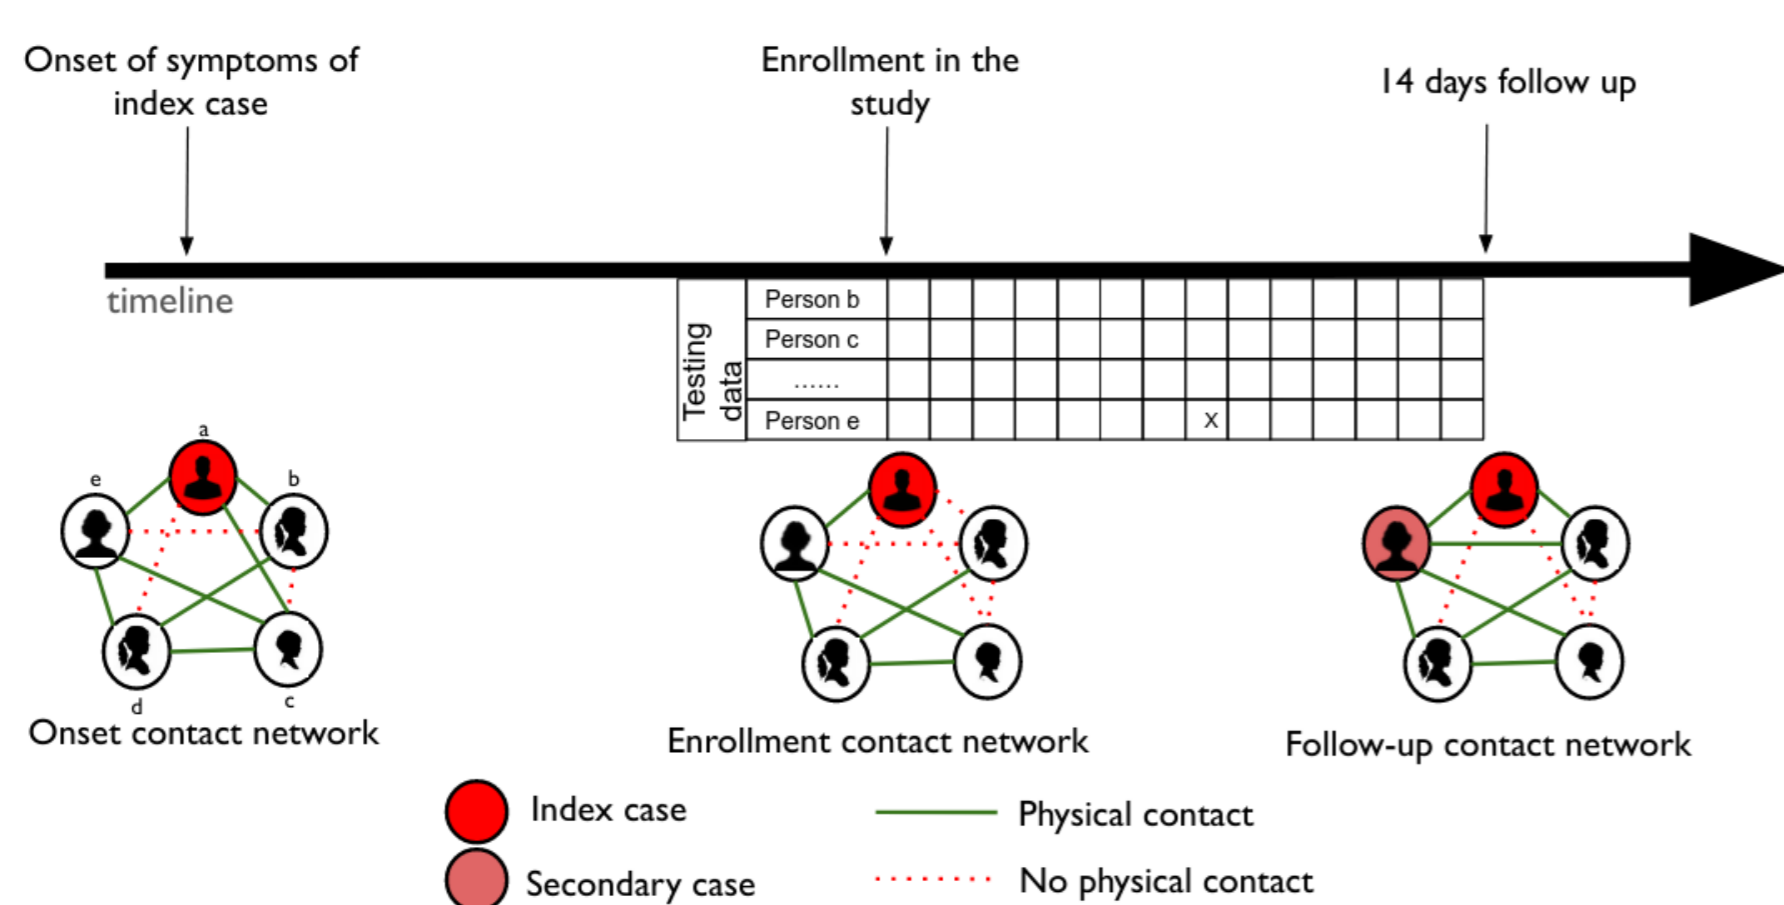 Onset of symptoms of
index case
Enrollment in the
study
14 days follow up
timeline
Testing
data
Person b
Person c
......
Person e
X
a
e
b
d
c
Onset contact network
Enrollment contact network
Follow-up contact network
Index case
Physical contact
Secondary case
No physical contact